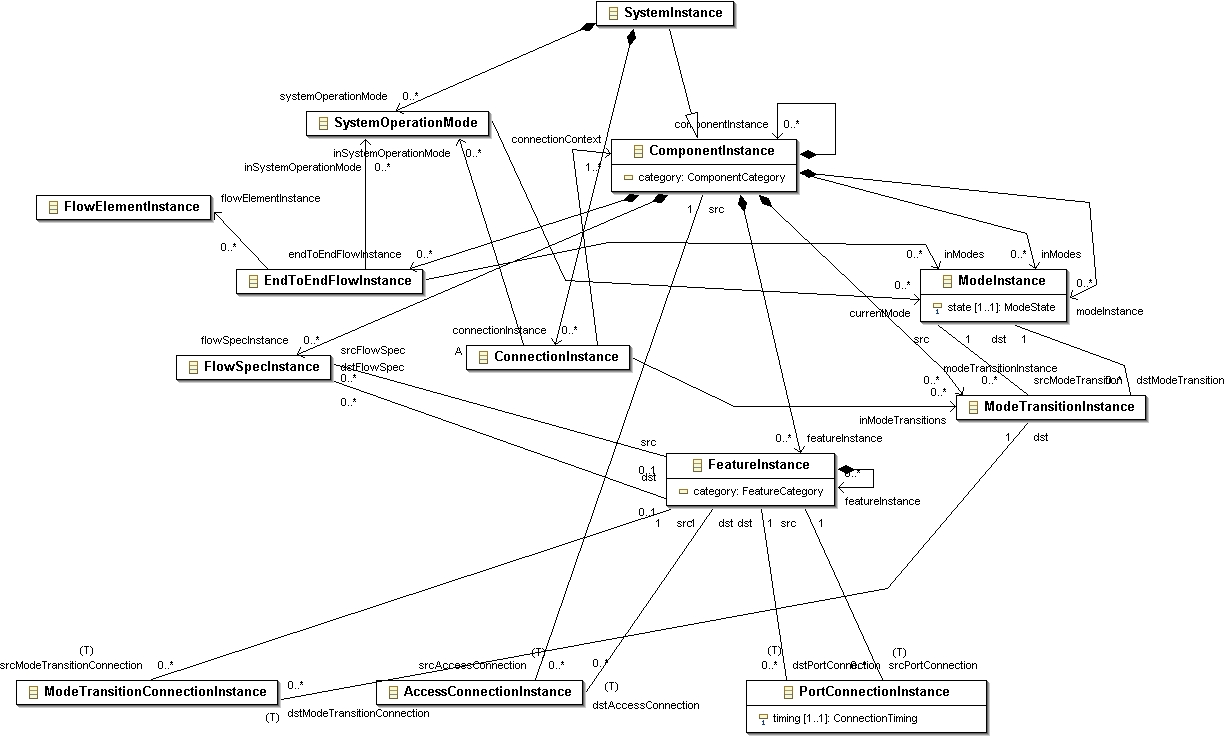 SystemInstance
systemOperationMode 0..*
SystemOperationMode
componentInstance 0..*
connectionContext
1..*
ComponentInstance
category: ComponentCategory
inSystemOperationMode 0..*
inSystemOperationMode 0..*
FlowElementInstance
flowElementInstance
0..*
1 src
endToEndFlowInstance 0..*
EndToEndFlowInstance
0..* inModes
0..* inModes
ModeInstance
state [1..1]: ModeState
0..*
0..*
modeInstance
currentMode
connectionInstance 0..*
A
ConnectionInstance
flowSpecInstance 0..*
FlowSpecInstance
srcFlowSpec
dstFlowSpec
0..*
0..*
src 1 dst 1
modeTransitionInstance
0..* 0..* srcModeTransition 0..* dstModeTransition
0..*
ModeTransitionInstance
inModeTransitions
1 dst
0..* featureInstance
src
0..1
dst
0..1
FeatureInstance
category: FeatureCategory
0..*
featureInstance
1 src 1 dst dst 1 src 1
(T)
srcModeTransitionConnection 0..*
ModeTransitionConnectionInstance
0..*
(T) dstModeTransitionConnection
(T)
srcAccessConnection 0..*
AccessConnectionInstance
0..*
(T)
dstAccessConnection
(T) (T)
0..* dstPortConnection 0..* srcPortConnection
PortConnectionInstance
timing [1..1]: ConnectionTiming